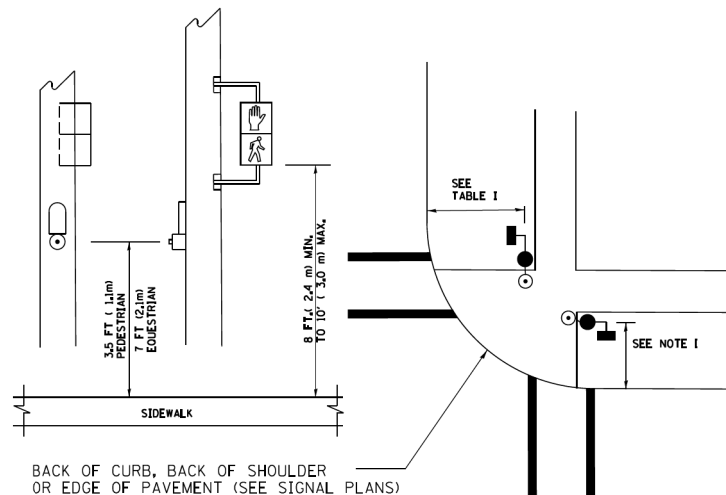 SEE
TABLE I
3.5 FT ( 1.1m)
PEDESTRIAN
7 FT (2.1m)
EQUESTRIAN
8 FT.( 2.4 m) MIN.
TO 10' ( 3.0 m) MAX.
SEE NOTE I
SIDEWALK
BACK OF CURB, BACK OF SHOULDER
OR EDGE OF PAVEMENT (SEE SIGNAL PLANS)